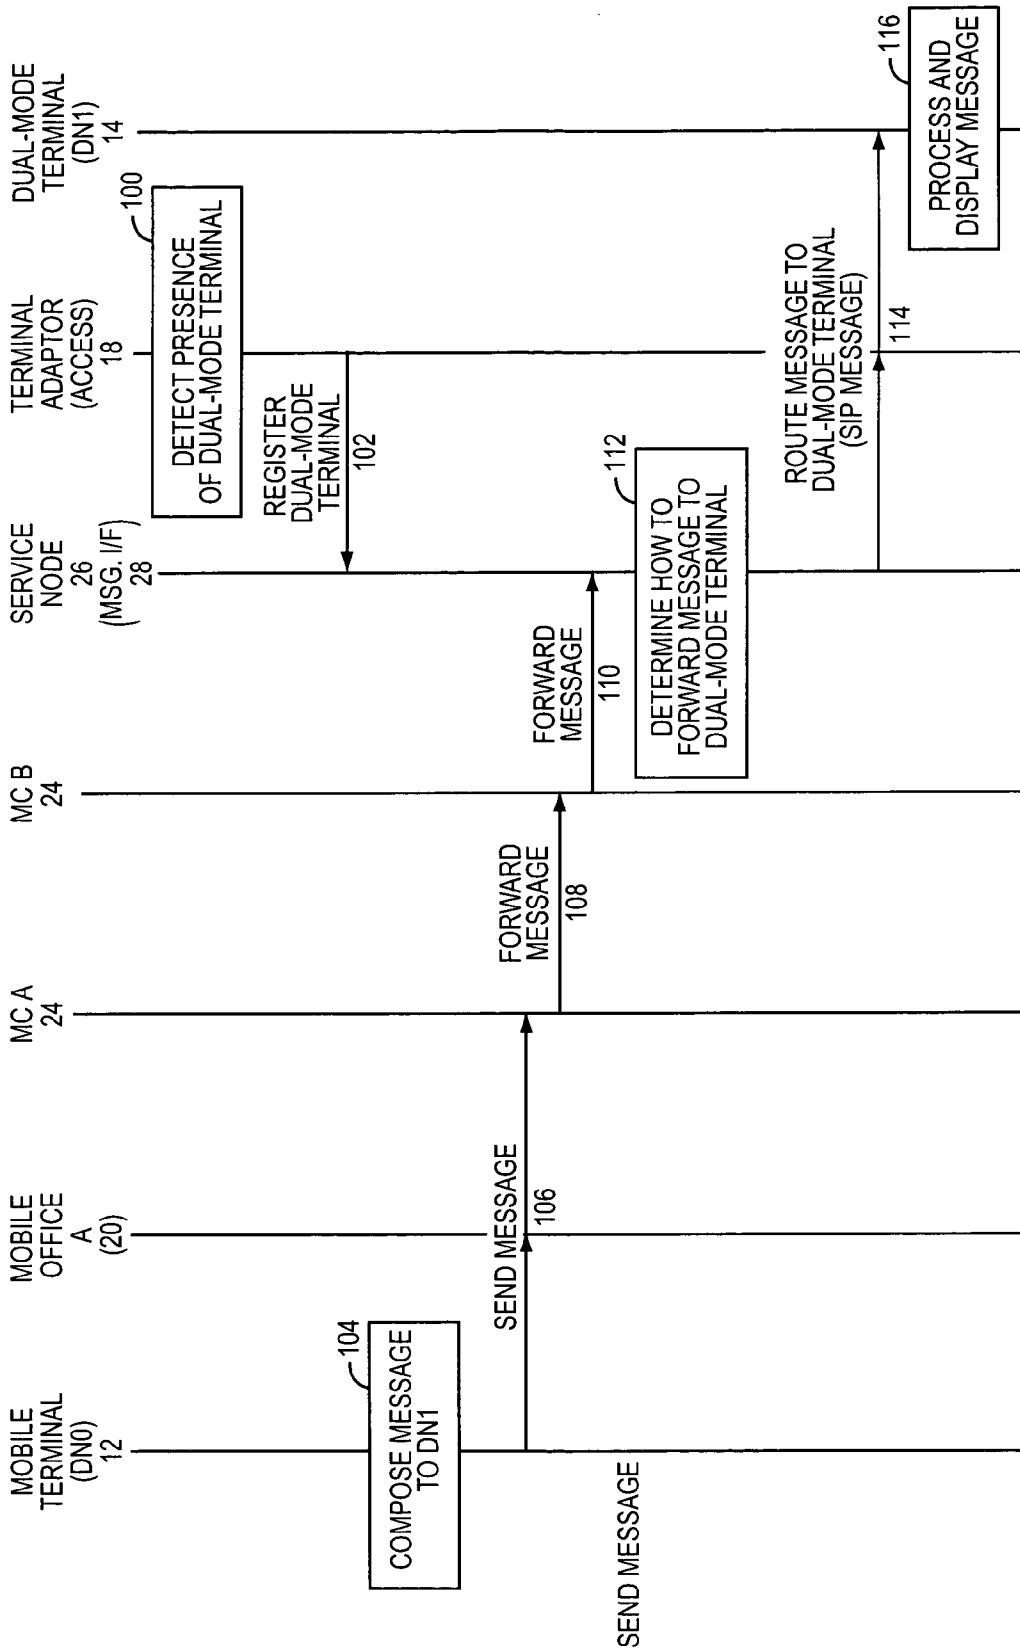 MOBILE
TERMINAL
(DN0)
12
MOBILE
OFFICE
A
(20)
MC A
24
MC B
24
SERVICE
NODE
26
(MSG. I/F)
28
TERMINAL
ADAPTOR
(ACCESS)
18
DUAL-MODE
TERMINAL
(DN1)
14
100
DETECT PRESENCE
OF DUAL-MODE TERMINAL
REGISTER
DUAL-MODE
TERMINAL
102
104
COMPOSE MESSAGE
TO DN1
SEND MESSAGE
106
FORWARD
MESSAGE
108
FORWARD
MESSAGE
110
112
DETERMINE HOW TO
FORWARD MESSAGE TO
DUAL-MODE TERMINAL
ROUTE MESSAGE TO
DUAL-MODE TERMINAL
(SIP MESSAGE)
114
116
PROCESS AND
DISPLAY MESSAGE
SEND MESSAGE